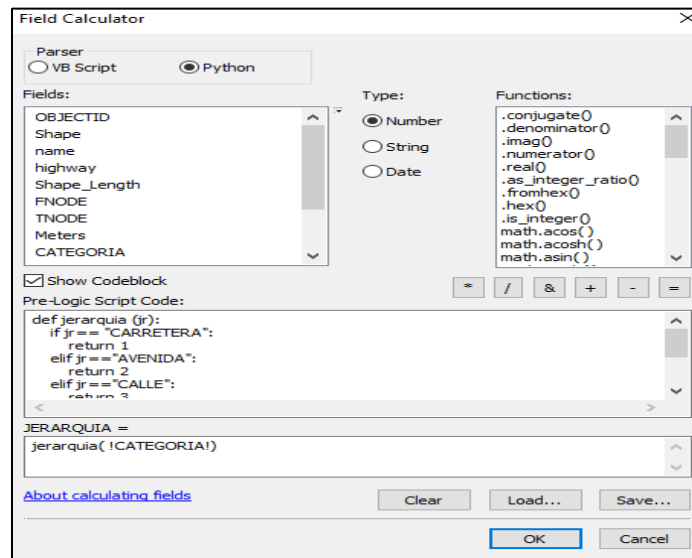 Field Calculator
Parser
VB Script Python
Fields: Type: Functions:
OBJECTID
Shape
name
highway
Shape_Length
FNODE
TNODE
Meters
CATEGORIA
Number
String
Date
.conjugate()
.denominator()
.imag()
.numerator()
.real()
.as_integer_ratio()
.fromhex()
.hex()
.is_integer()
math.acos( )
math.acosh( )
math.asin( )
Show Codeblock * / & + - =
Pre-Logic Script Code:
def jerarquia (jr):
if jr== "CARRETERA":
return 1
elif jr=="AVENIDA":
return 2
elif jr=="CALLE":
return 3
JERARQUIA =
jerarquia( !CATEGORIA!)
About calculating fields Clear Load... Save...
OK Cancel